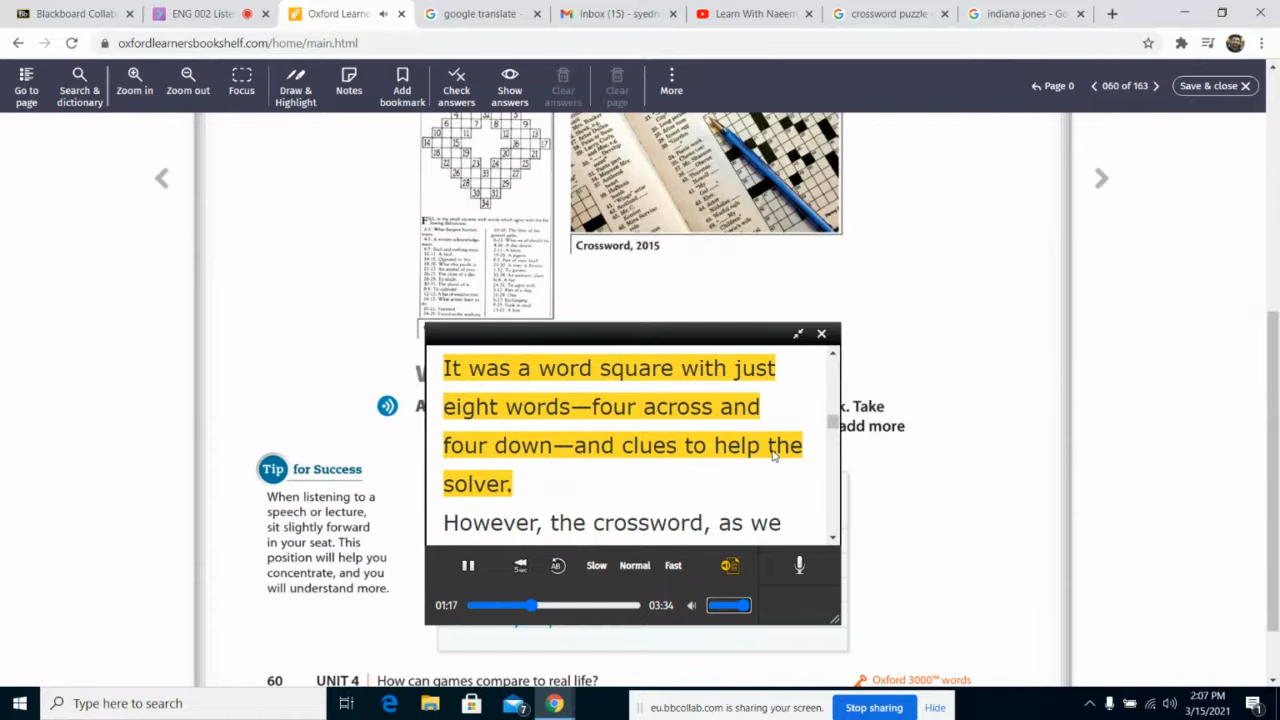 Blackboard Collab
ENG 002 Liste
Oxford Learne
google translate -
Inbox (15) - syedn
Learn With Naeem
crossword puzzle
indiana jones - Go
oxfordlearnersbookshelf.com/home/main.html
Go to page
Search & dictionary
Zoom in
Zoom out
Focus
Draw & Highlight
Notes
Add bookmark
Check answers
Show answers
Clear answers
Clear page
More
Page 0
060 of 163
Save & close
Crossword, 2015
It was a word square with just
eight words—four across and
four down—and clues to help the
solver.
However, the crossword, as we
k. Take
add more
Tip for Success
When listening to a
speech or lecture,
sit slightly forward
in your seat. This
position will help you
concentrate, and you
will understand more.
5sec
AB
Slow
Normal
Fast
01:17
03:34
60 UNIT 4 How can games compare to real life?
Oxford 3000™ words
Type here to search
7
eu.bbcollab.com is sharing your screen.
Stop sharing
Hide
2:07 PM
3/15/2021
1